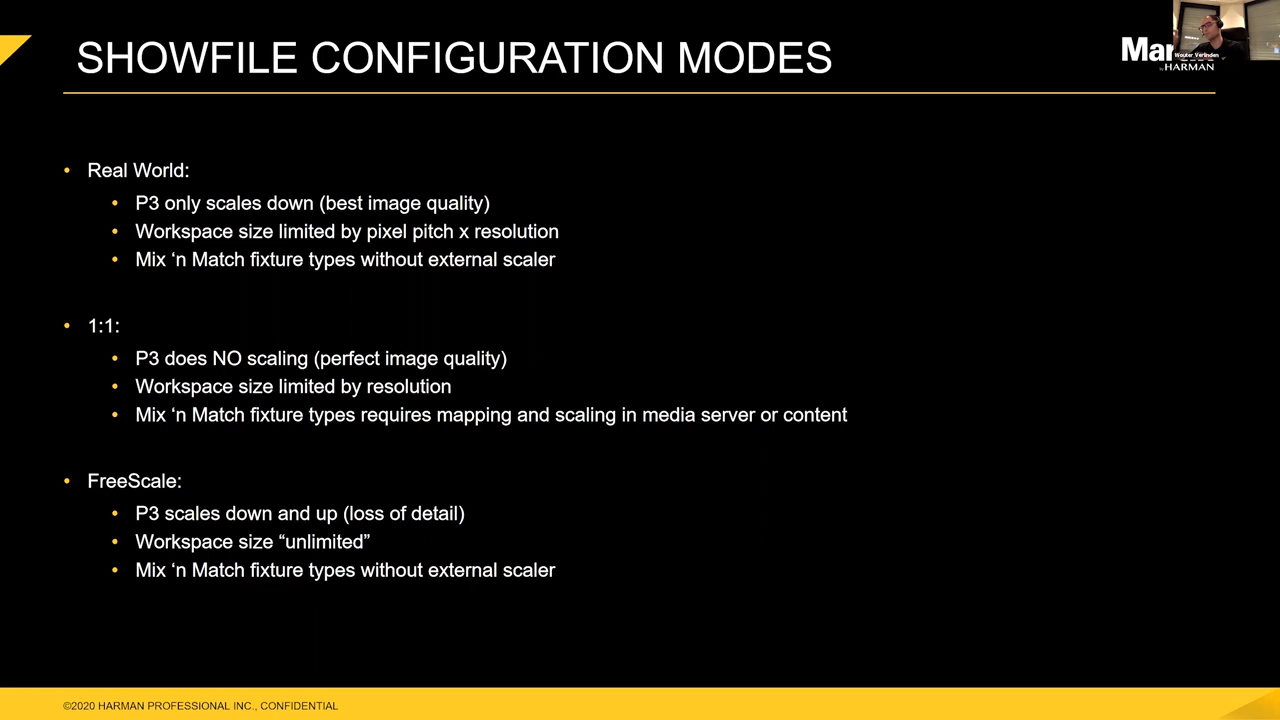 SHOWFILE CONFIGURATION MODES
Wouter Verlinden
by HARMAN
• Real World:
• P3 only scales down (best image quality)
• Workspace size limited by pixel pitch x resolution
• Mix ‘n Match fixture types without external scaler
• 1:1:
• P3 does NO scaling (perfect image quality)
• Workspace size limited by resolution
• Mix ‘n Match fixture types requires mapping and scaling in media server or content
• FreeScale:
• P3 scales down and up (loss of detail)
• Workspace size “unlimited”
• Mix ‘n Match fixture types without external scaler
©2020 HARMAN PROFESSIONAL INC., CONFIDENTIAL